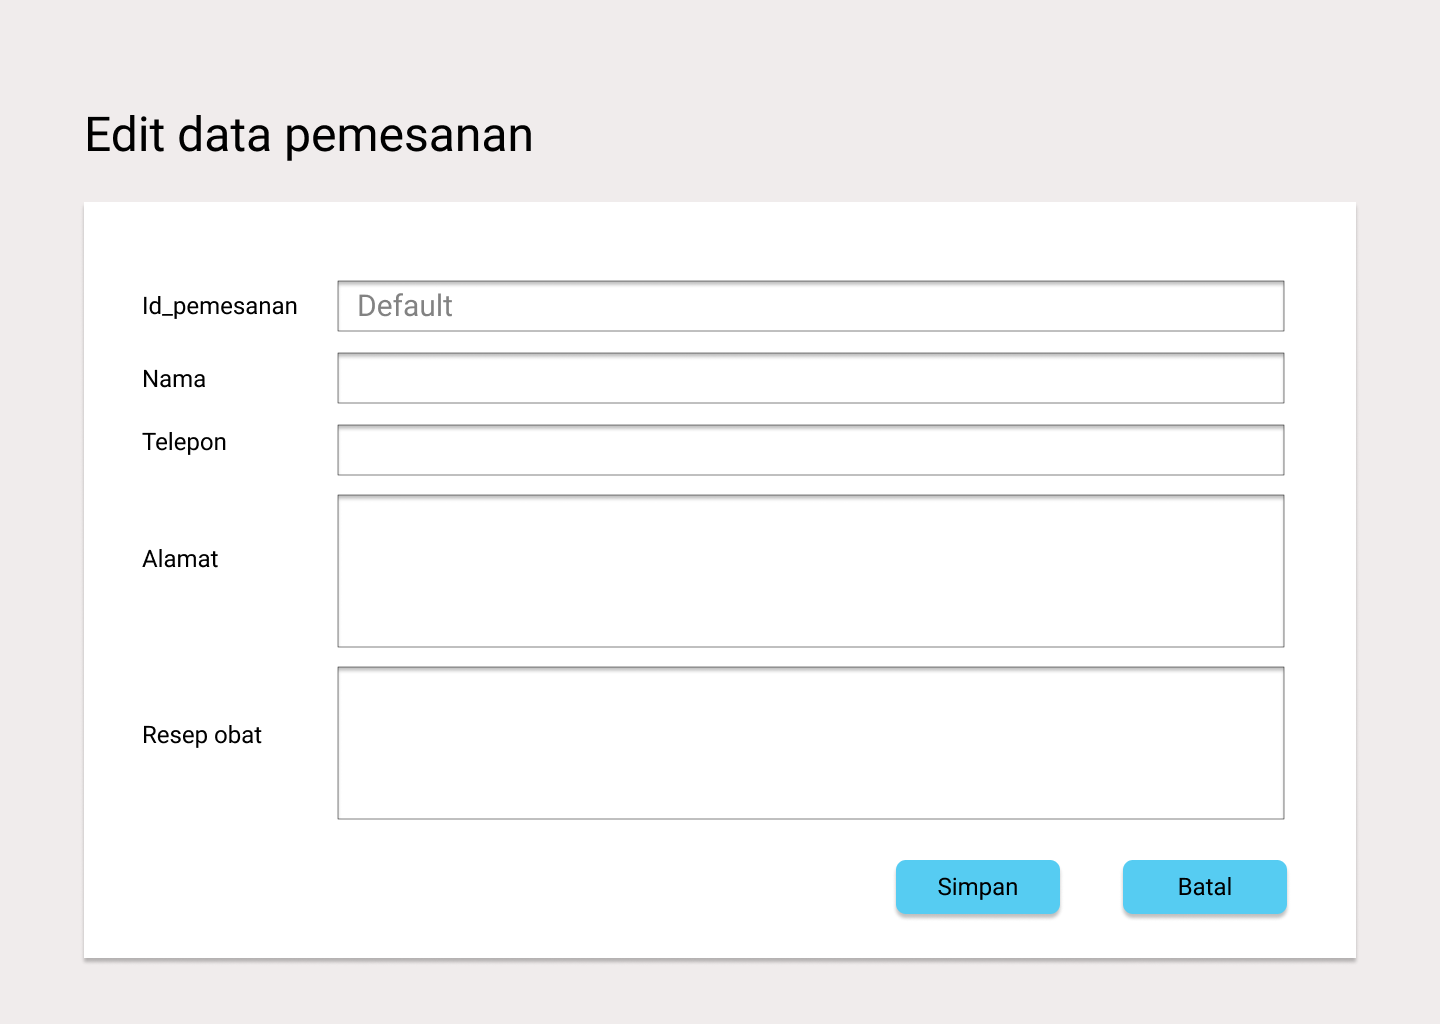 Edit data pemesanan
Id_pemesanan
Default
Nama
Telepon
Alamat
Resep obat
Simpan
Batal